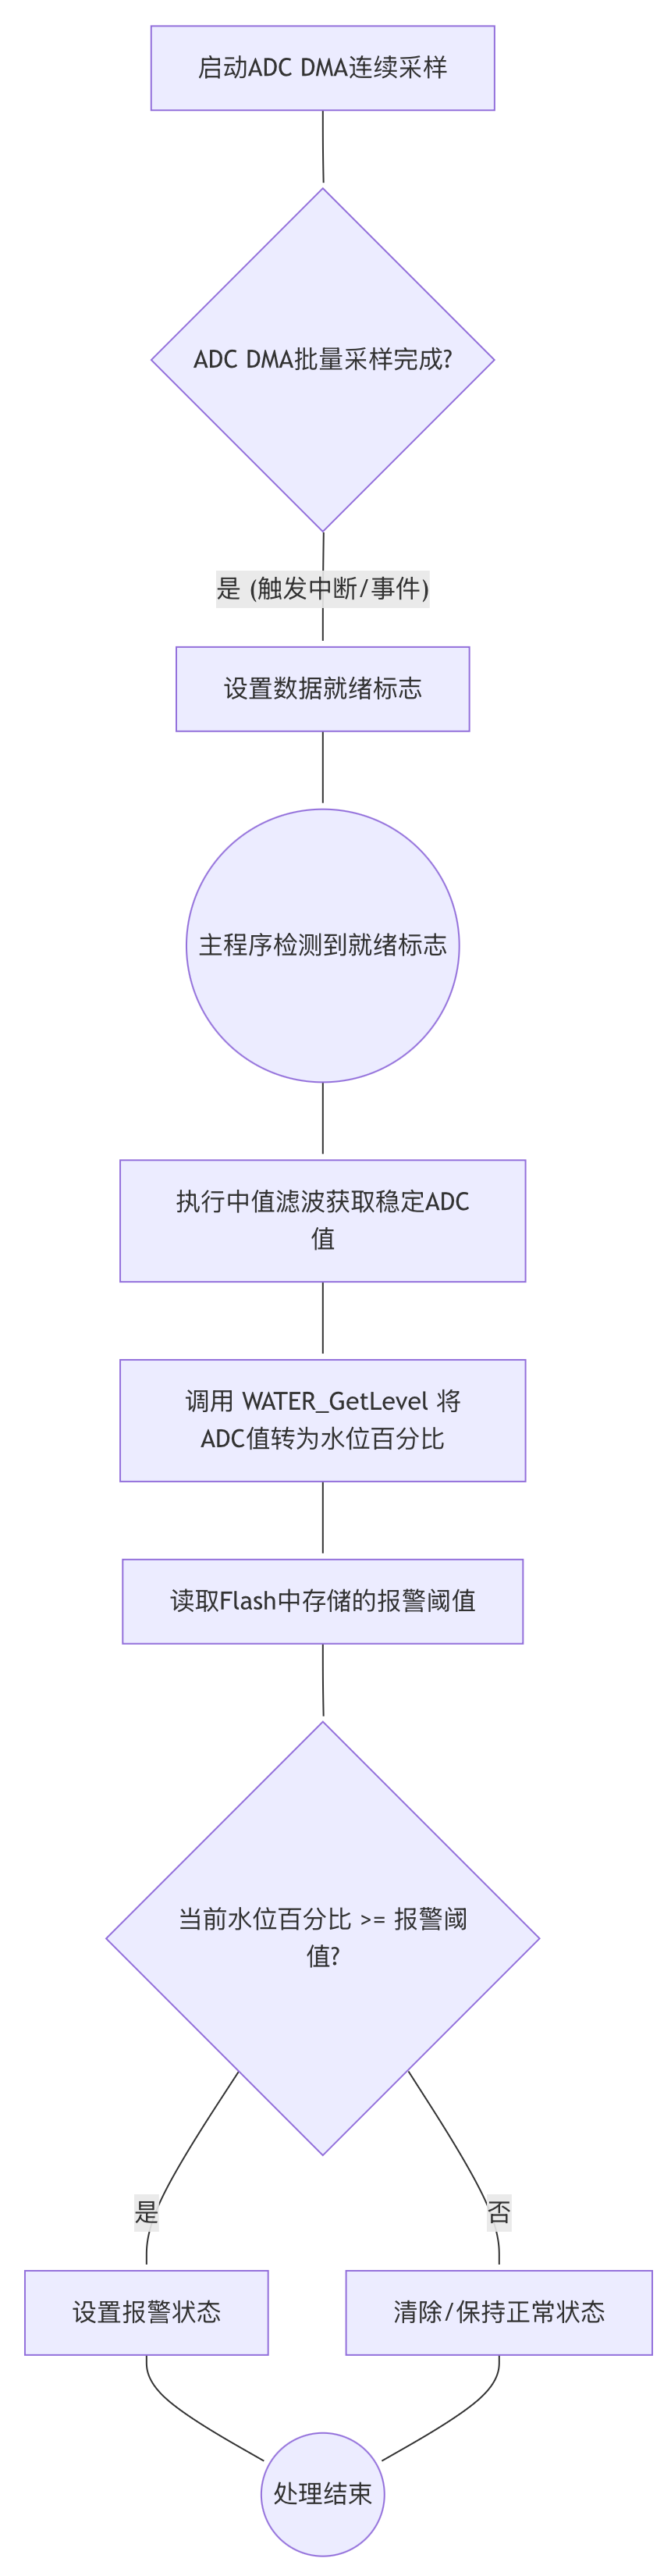 启动ADC DMA连续采样
ADC DMA批量采样完成?
是 (触发中断/事件)
设置数据就绪标志
主程序检测到就绪标志
执行中值滤波获取稳定ADC
值
调用 WATER_GetLevel 将
ADC值转为水位百分比
读取Flash中存储的报警阈值
当前水位百分比 >= 报警阈
值?
是
否
设置报警状态
清除/保持正常状态
处理结束